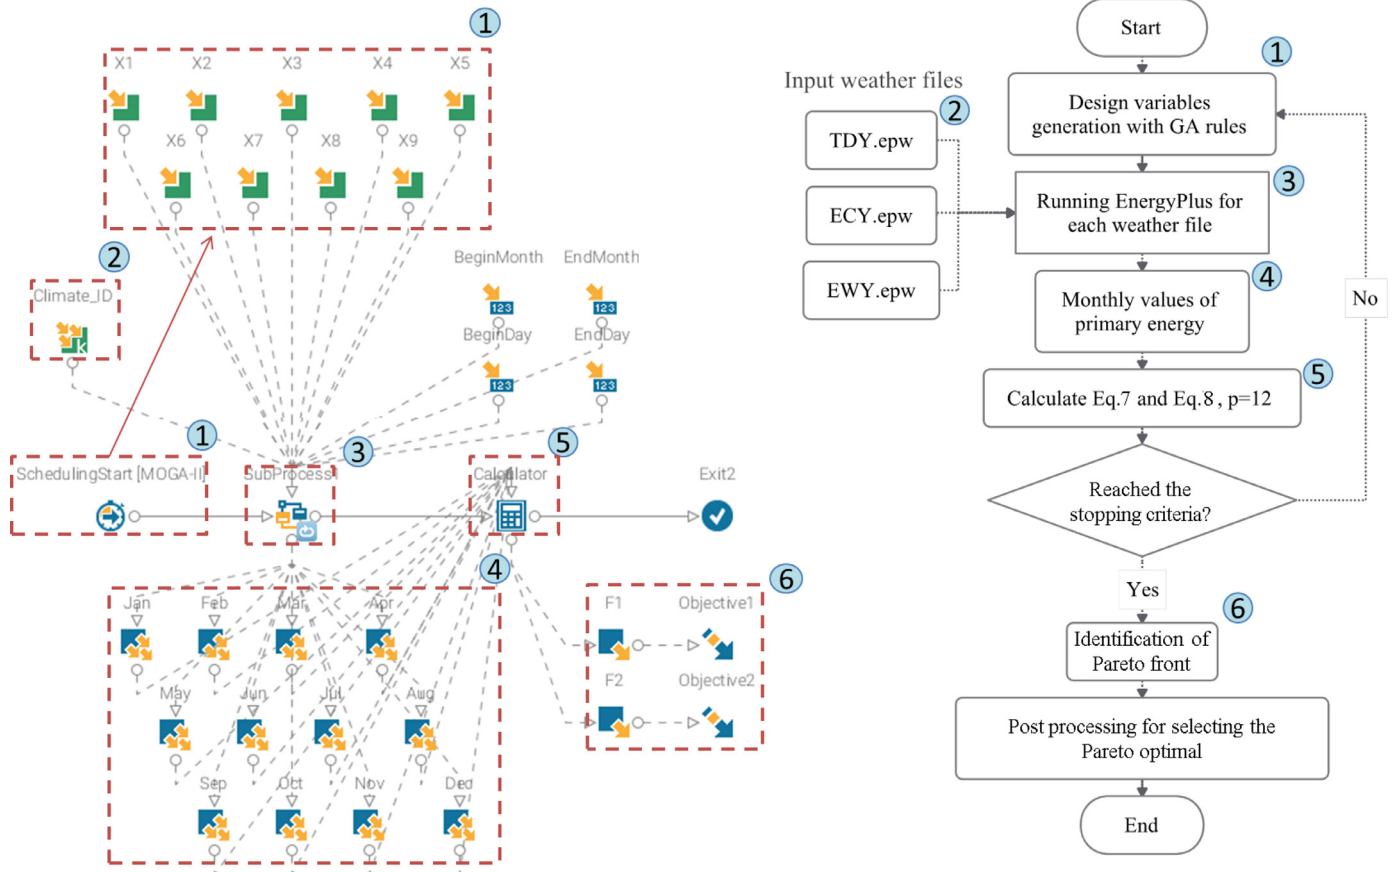 1
X1 X2 X3 X4 X5
X6 X7 X8 X9
2
Climate_ID
k
BeginMonth EndMonth
123 123
BeginDay EndDay
123 123
1
SchedulingStart [MOGA-II]
3
SubProcess1
5
Calculator
Exit2
4
Jan Feb Mar Apr
May Jun Jul Aug
Sep Oct Nov Dec
6
F1 Objective1
F2 Objective2
Start
1
Design variables
generation with GA rules
Input weather files
2
TDY.epw
ECY.epw
EWY.epw
3
Running EnergyPlus for
each weather file
4
Monthly values of
primary energy
5
Calculate Eq.7 and Eq.8 , p=12
Reached the
stopping criteria?
No
Yes
6
Identification of
Pareto front
Post processing for selecting the
Pareto optimal
End